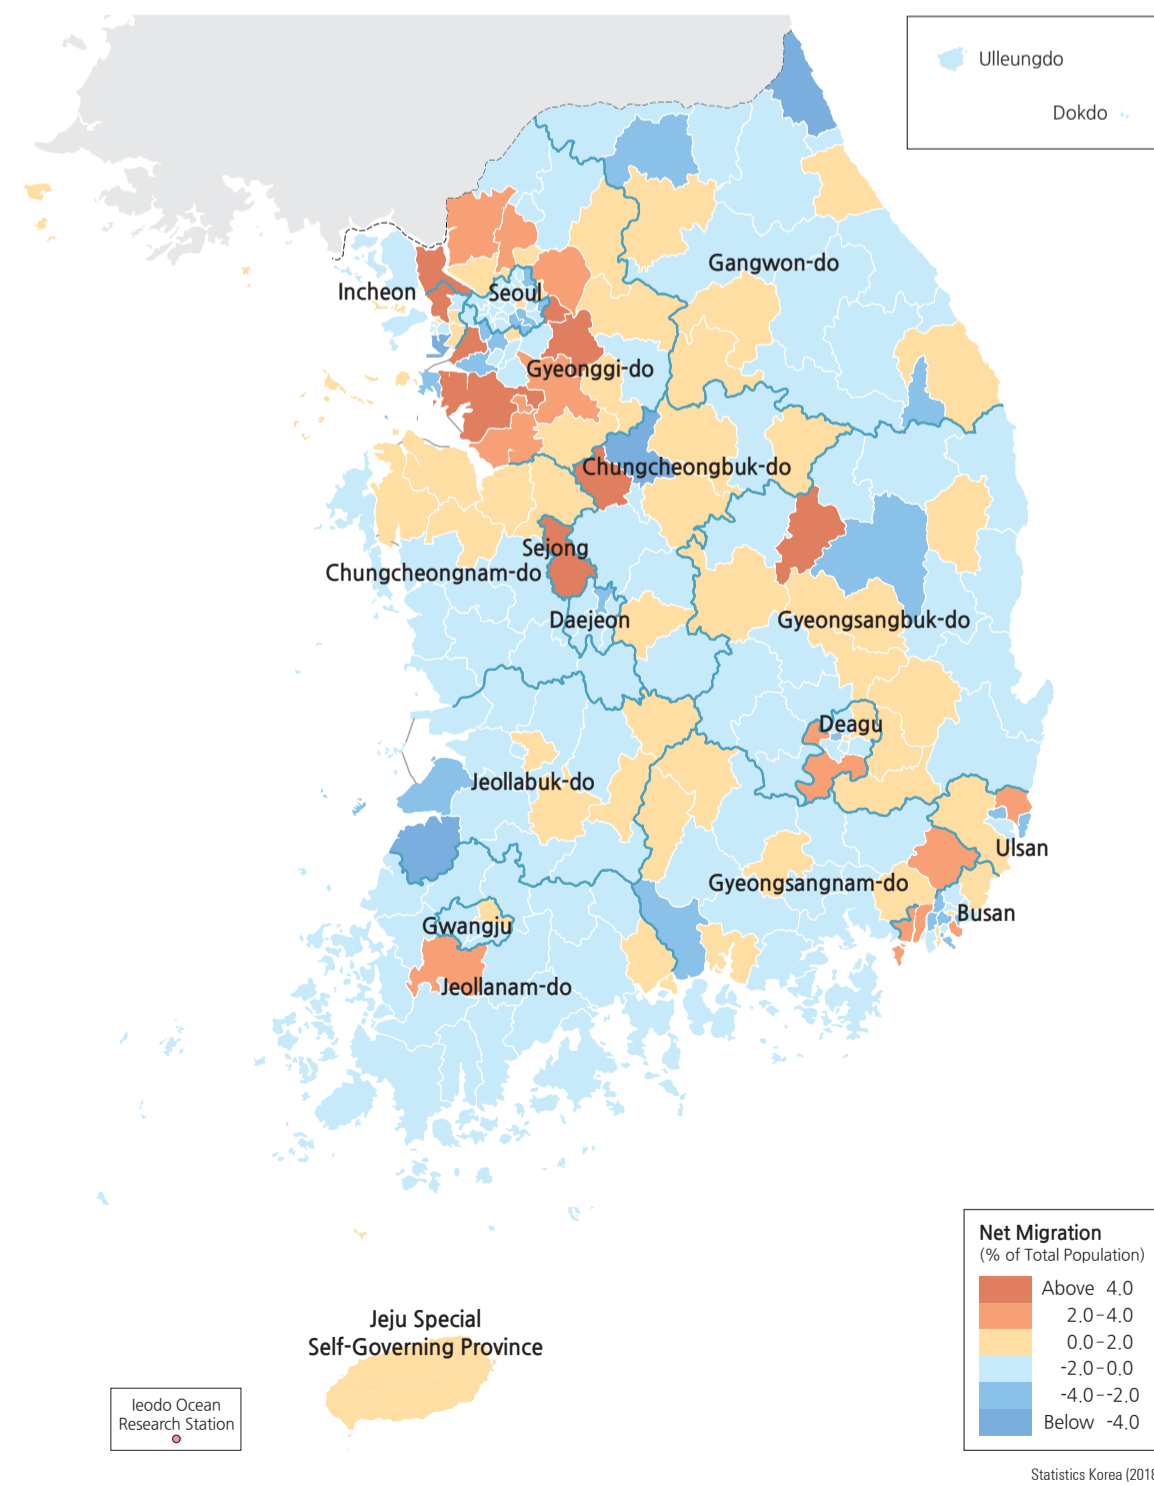 Ulleungdo
Dokdo
Gangwon-do
Incheon
Seoul
Gyeonggi-do
Chungcheongbuk-do
Sejong
Chungcheongnam-do
Daejeon
Gyeongsangbuk-do
Deagu
Jeollabuk-do
Ulsan
Gyeongsangnam-do
Busan
Gwangju
Jeollanam-do
Net Migration
(% of Total Population)
Above 4.0
2.0–4.0
0.0–2.0
-2.0–0.0
-4.0–-2.0
Below -4.0
Jeju Special
Self-Governing Province
Ieodo Ocean
Research Station
Statistics Korea (2018